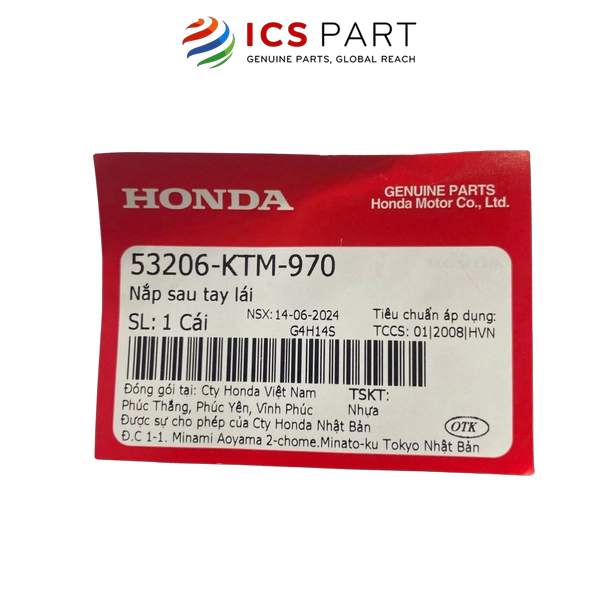 ICS PART
GENUINE PARTS, GLOBAL REACH
HONDA
GENUINE PARTS
Honda Motor Co., Ltd.
53206-KTM-970
Nắp sau tay lái
SL: 1 Cái
NSX:14-06-2024
G4H14S
Tiêu chuẩn áp dụng:
TCCS: 01|2008|HVN
Đóng gói tại: Cty Honda Việt Nam
Phúc Thắng, Phúc Yên, Vĩnh Phúc
TSKT:
Nhựa
Được sự cho phép của Cty Honda Nhật Bản
Đ.C 1-1. Minami Aoyama 2-chome.Minato-ku Tokyo Nhật Bản
OTK